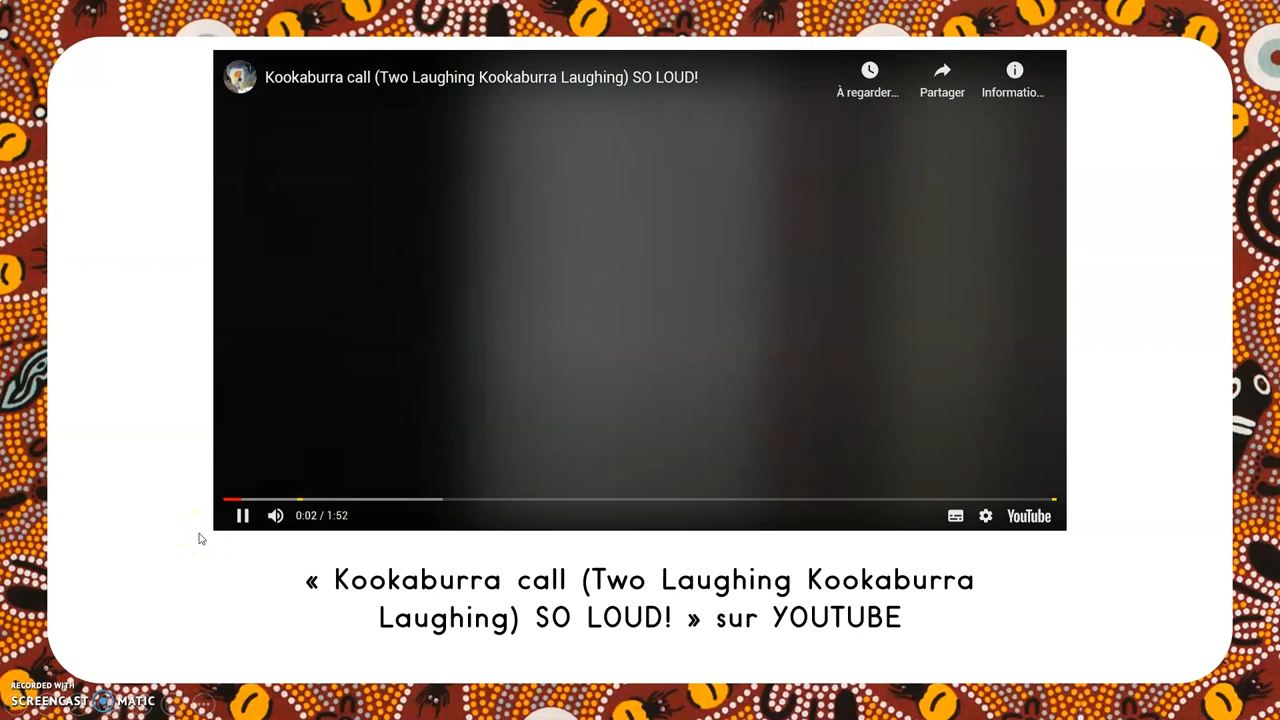 Kookaburra call (Two Laughing Kookaburra Laughing) SO LOUD!
À regarder... Partager Informatio...
0:02 / 1:52 YouTube
« Kookaburra call (Two Laughing Kookaburra
Laughing) SO LOUD! » sur YOUTUBE
RECORDED WITH
SCREENCAST MATIC